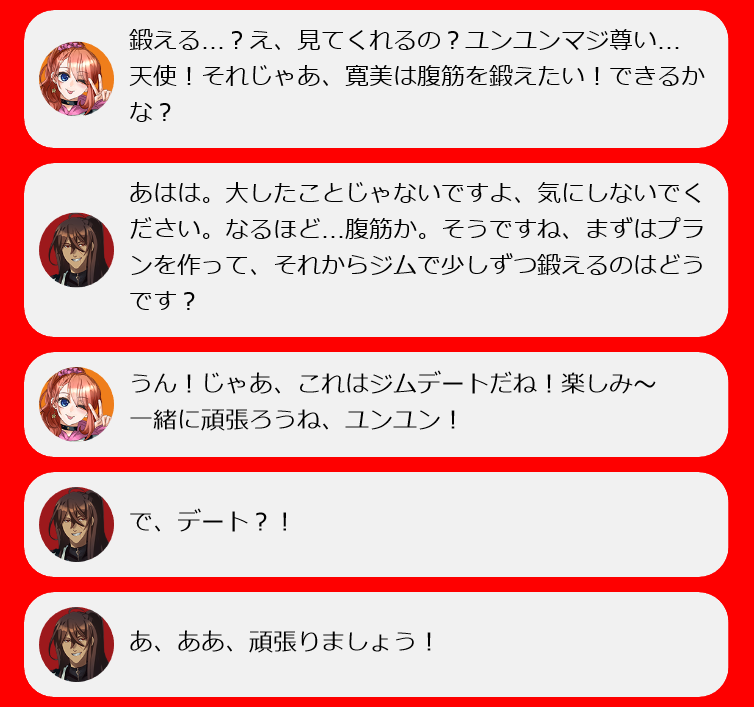 鍛える…？え、見てくれるの？ユンユンマジ尊い…
天使！それじゃあ、寛美は腹筋を鍛えたい！できるか
な？
あはは。大したことじゃないですよ、気にしないでく
ださい。なるほど…腹筋か。そうですね、まずはプラ
ンを作って、それからジムで少しずつ鍛えるのはどう
です？
うん！じゃあ、これはジムデートだね！楽しみ～
一緒に頑張ろうね、ユンユン！
で、デート？！
あ、ああ、頑張りましょう！